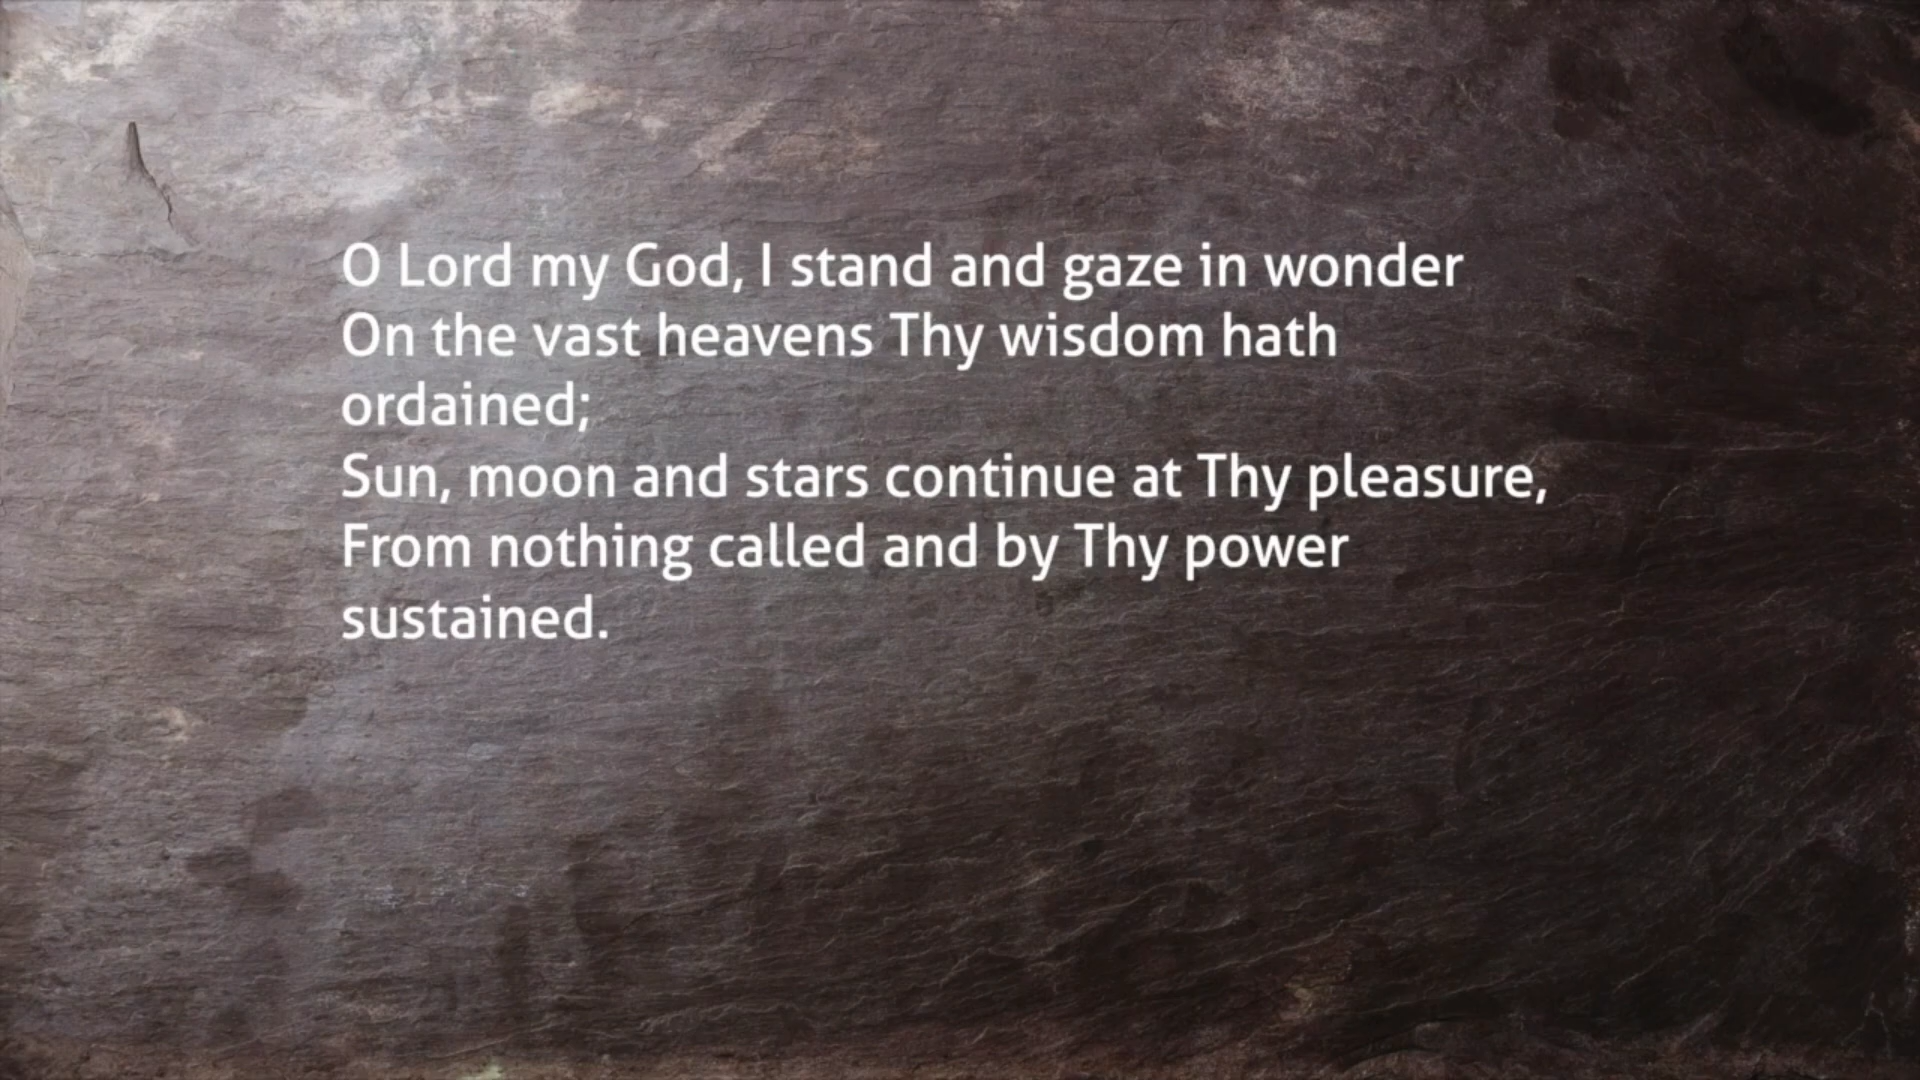 O Lord my God, I stand and gaze in wonder
On the vast heavens Thy wisdom hath
ordained;
Sun, moon and stars continue at Thy pleasure,
From nothing called and by Thy power
sustained.